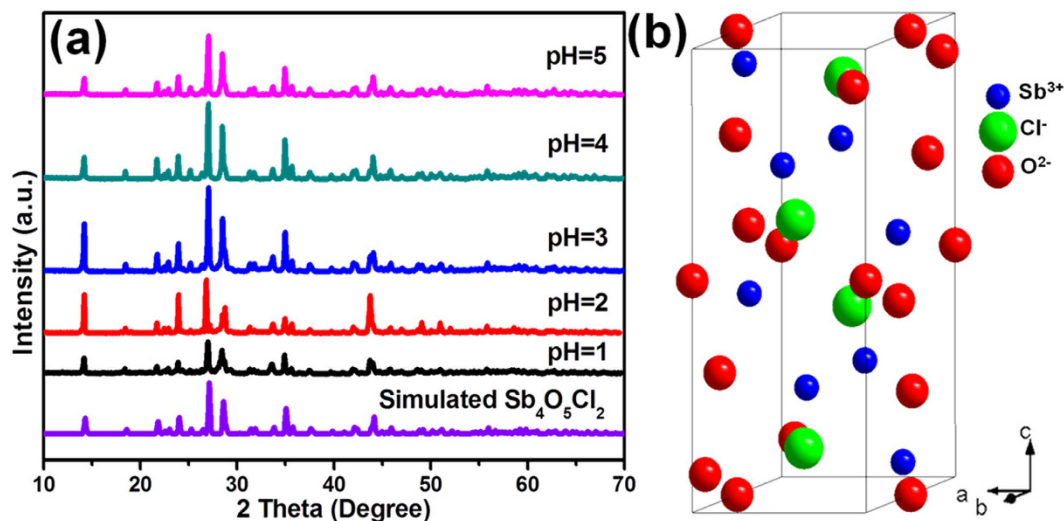 (a)
pH=5
pH=4
pH=3
pH=2
pH=1
Simulated Sb₄O₅Cl₂
Intensity (a.u.)
10 20 30 40 50 60 70
2 Theta (Degree)
(b)
Sb³⁺
Cl⁻
O²⁻
c
a
b